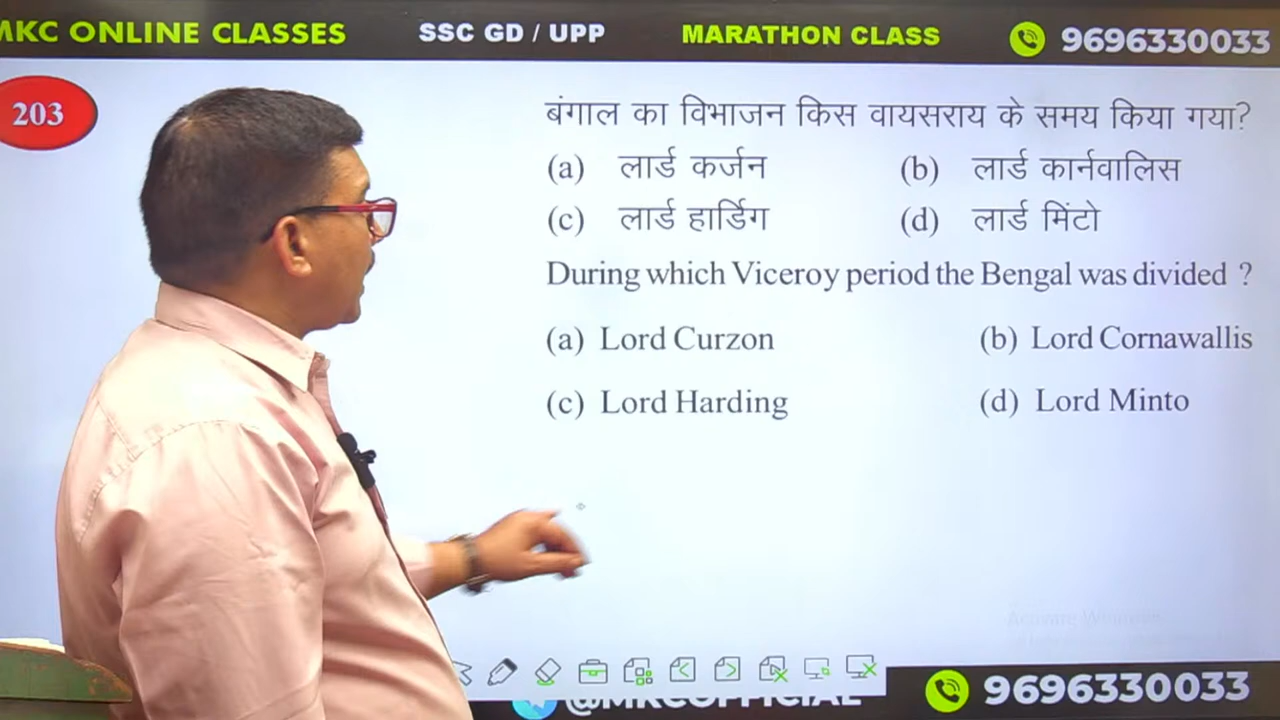 MKC ONLINE CLASSES SSC GD / UPP MARATHON CLASS 9696330033
203
बंगाल का विभाजन किस वायसराय के समय किया गया?
(a) लार्ड कर्जन (b) लार्ड कार्नवालिस
(c) लार्ड हार्डिग (d) लार्ड मिंटो
During which Viceroy period the Bengal was divided ?
(a) Lord Curzon (b) Lord Cornawallis
(c) Lord Harding (d) Lord Minto
@MKCOFFICIAL 9696330033